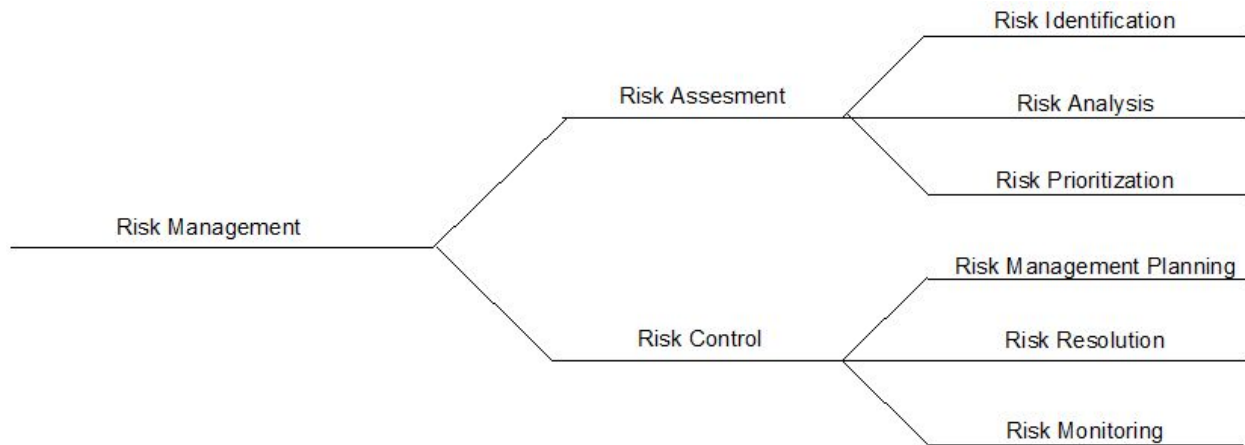 Risk Identification
Risk Assesment
Risk Analysis
Risk Prioritization
Risk Management
Risk Management Planning
Risk Control
Risk Resolution
Risk Monitoring